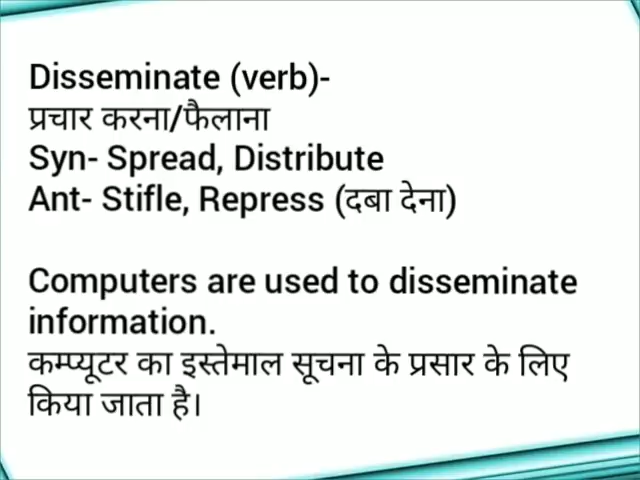 Disseminate (verb)-
प्रचार करना/फैलाना
Syn- Spread, Distribute
Ant- Stifle, Repress (दबा देना)
Computers are used to disseminate
information.
कम्प्यूटर का इस्तेमाल सूचना के प्रसार के लिए
किया जाता है।